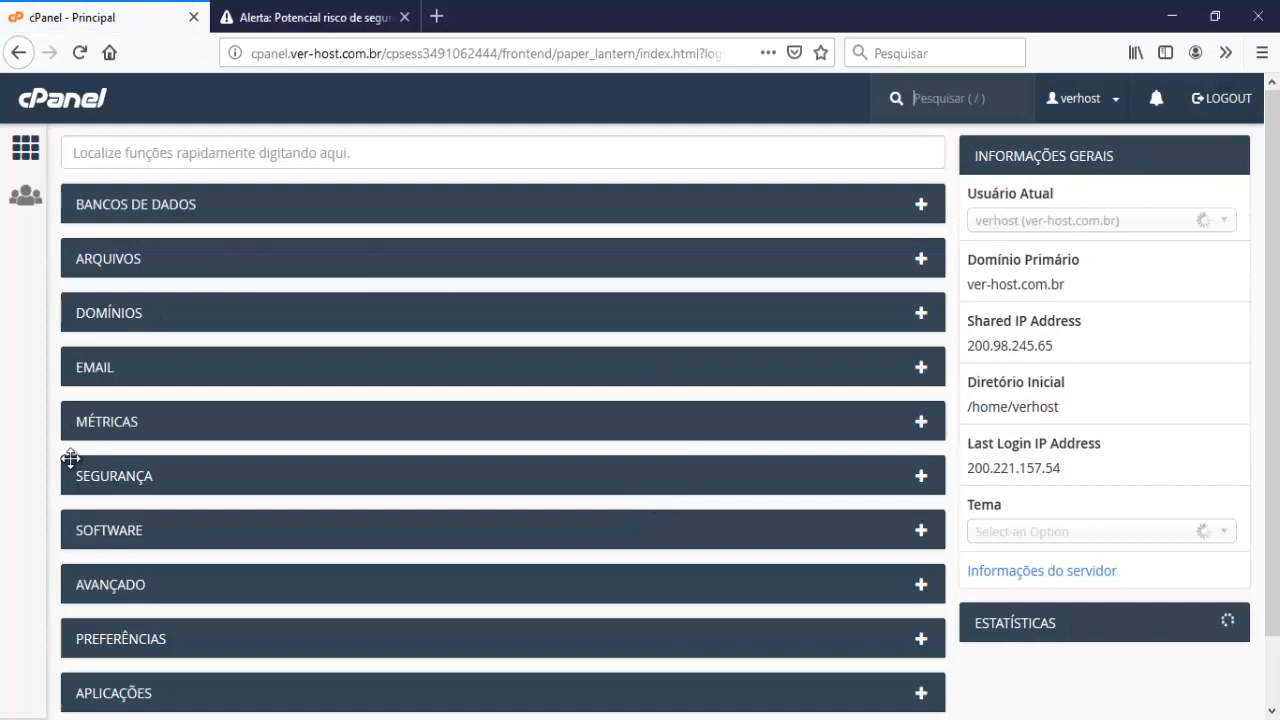 cPanel - Principal
Alerta: Potencial risco de segur
cpanel.ver-host.com.br/cpsess3491062444/frontend/paper_lantern/index.html?log
Pesquisar
cPanel
Pesquisar ( / )
verhost
LOGOUT
Localize funções rapidamente digitando aqui.
BANCOS DE DADOS
ARQUIVOS
DOMÍNIOS
EMAIL
MÉTRICAS
SEGURANÇA
SOFTWARE
AVANÇADO
PREFERÊNCIAS
APLICAÇÕES
INFORMAÇÕES GERAIS
Usuário Atual
verhost (ver-host.com.br)
Domínio Primário
ver-host.com.br
Shared IP Address
200.98.245.65
Diretório Inicial
/home/verhost
Last Login IP Address
200.221.157.54
Tema
Select an Option
Informações do servidor
ESTATÍSTICAS